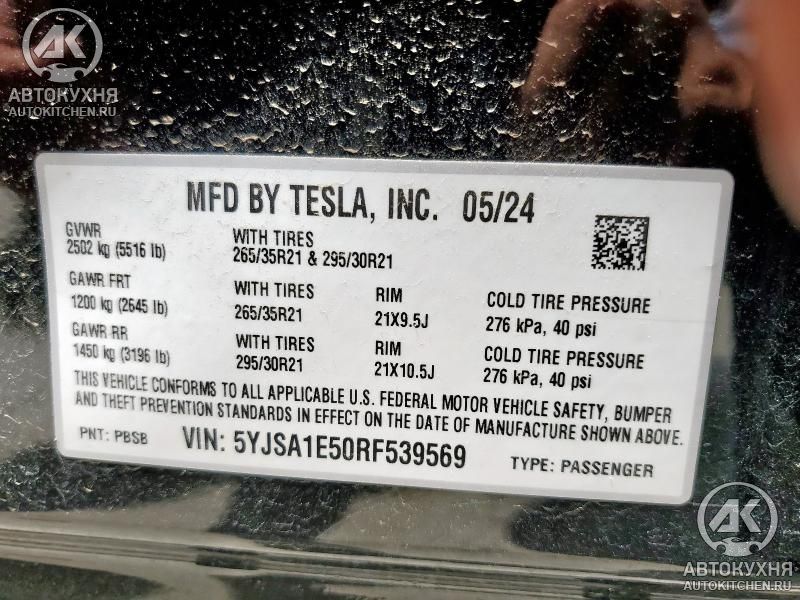 АК
АВТОКУХНЯ
AUTOKITCHEN.RU
MFD BY TESLA, INC. 05/24
GVWR
2502 kg (5516 lb)
WITH TIRES
265/35R21 & 295/30R21
GAWR FRT
1200 kg (2645 lb)
WITH TIRES
265/35R21
RIM
21X9.5J
COLD TIRE PRESSURE
276 kPa, 40 psi
GAWR RR
1450 kg (3196 lb)
WITH TIRES
295/30R21
RIM
21X10.5J
COLD TIRE PRESSURE
276 kPa, 40 psi
THIS VEHICLE CONFORMS TO ALL APPLICABLE U.S. FEDERAL MOTOR VEHICLE SAFETY, BUMPER
AND THEFT PREVENTION STANDARDS IN EFFECT ON THE DATE OF MANUFACTURE SHOWN ABOVE.
PNT: PBSB VIN: 5YJSA1E50RF539569 TYPE: PASSENGER
АК
АВТОКУХНЯ
AUTOKITCHEN.RU